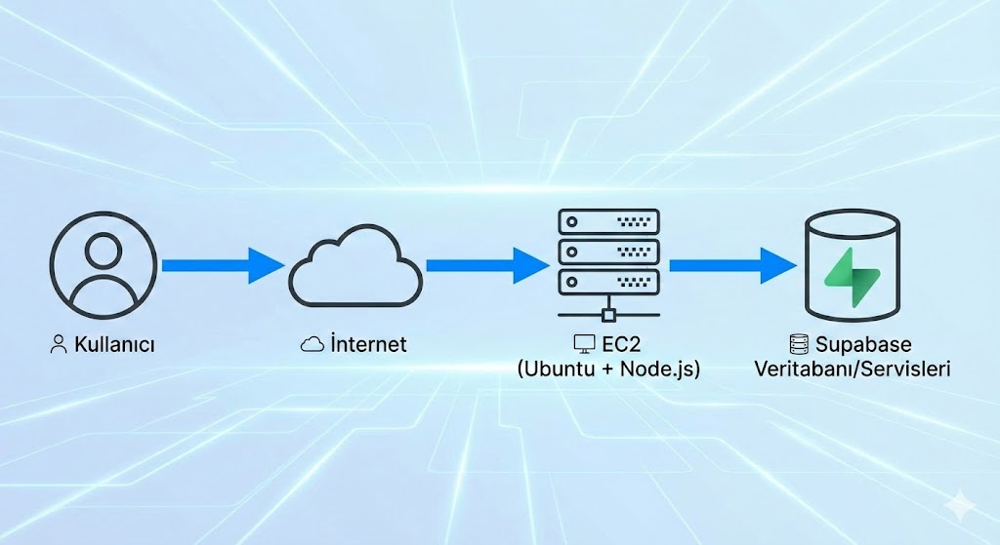 Kullanıcı
İnternet
EC2
(Ubuntu + Node.js)
Supabase
Veritabanı/Servisleri